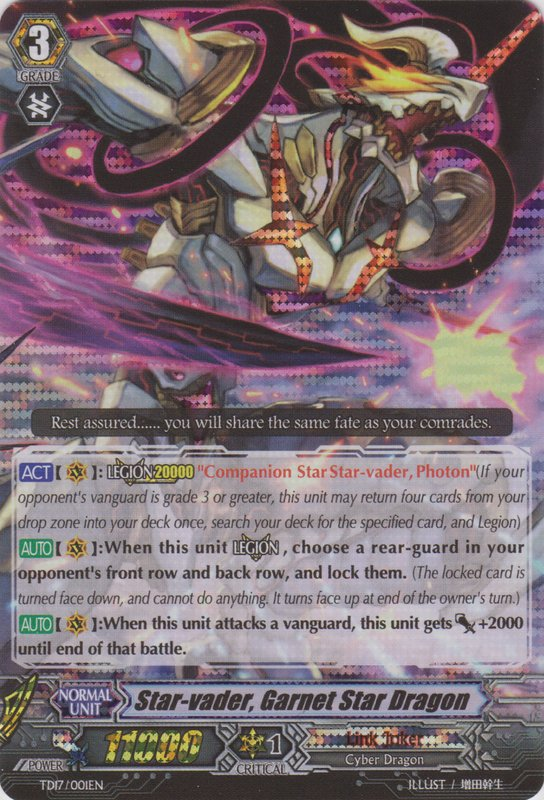 3
GRADE
Rest assured...... you will share the same fate as your comrades.
ACT【 】: LEGION 20000 "Companion Star Star-vader, Photon"(If your
opponent's vanguard is grade 3 or greater, this unit may return four cards from your
drop zone into your deck once, search your deck for the specified card, and Legion)
AUTO【 】:When this unit LEGION , choose a rear-guard in your
opponent's front row and back row, and lock them. (The locked card is
turned face down, and cannot do anything. It turns face up at end of the owner's turn.)
AUTO【 】:When this unit attacks a vanguard, this unit gets +2000
until end of that battle.
NORMAL
UNIT
Star-vader, Garnet Star Dragon
POWER
11000
1
CRITICAL
Link Joker
Cyber Dragon
TD17/001EN
ILLUST / 増田幹生